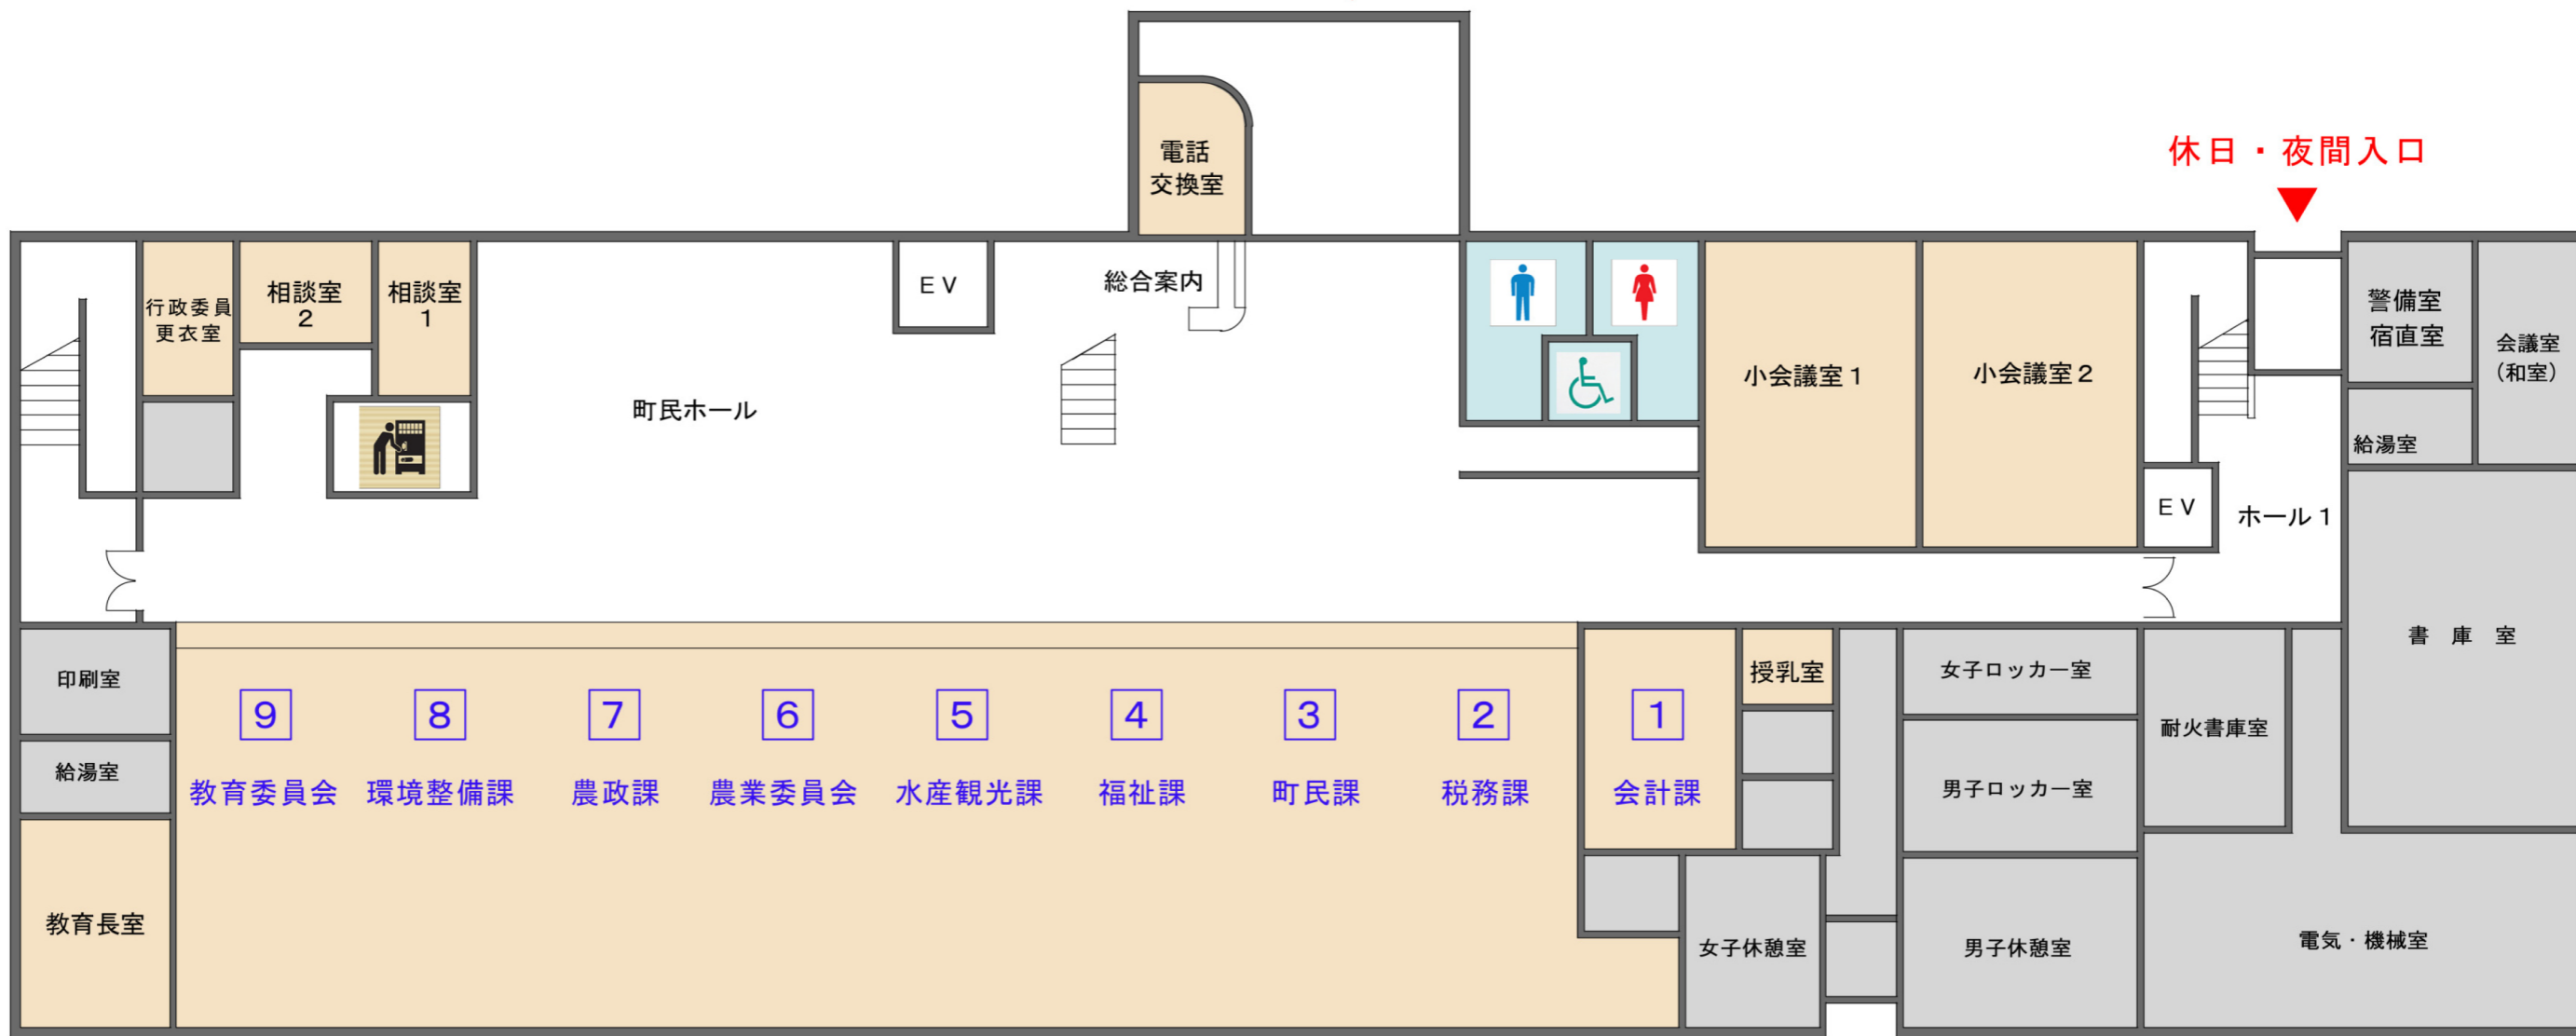 休日・夜間入口
電話
交換室
行政委員
更衣室
相談室
2
相談室
1
EV
総合案内
町民ホール
小会議室1
小会議室2
警備室
宿直室
会議室
(和室)
給湯室
EV
ホール1
書庫室
印刷室
給湯室
教育長室
9
教育委員会
8
環境整備課
7
農政課
6
農業委員会
5
水産観光課
4
福祉課
3
町民課
2
税務課
1
会計課
授乳室
女子ロッカー室
男子ロッカー室
耐火書庫室
女子休憩室
男子休憩室
電気・機械室